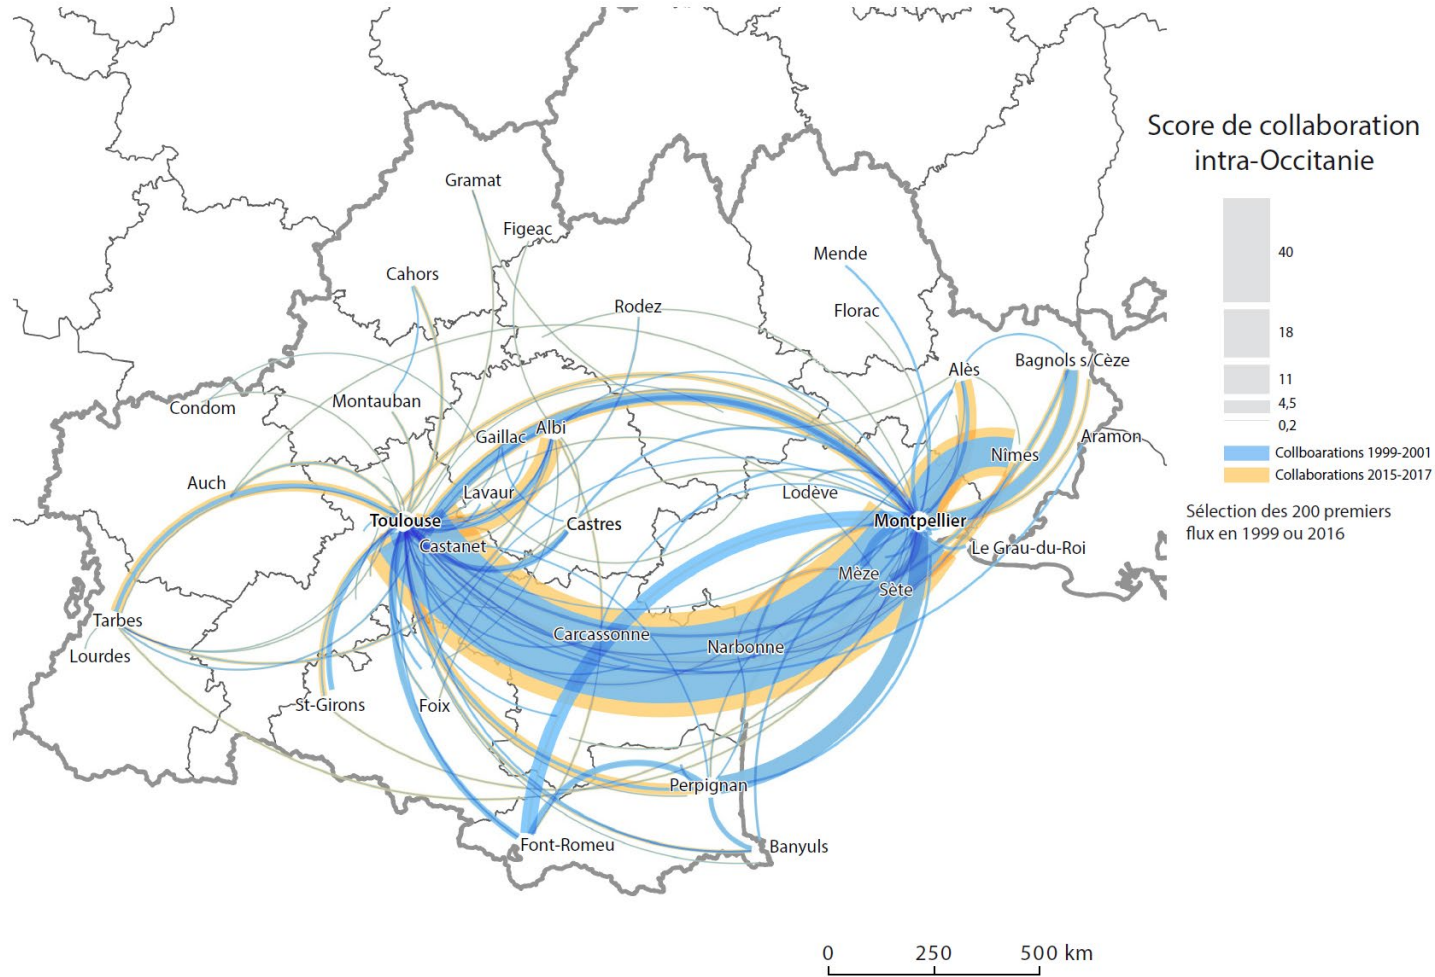 Score de collaboration
intra-Occitanie
40
18
11
4,5
0,2
Collboarations 1999-2001
Collaborations 2015-2017
Sélection des 200 premiers
flux en 1999 ou 2016
Gramat
Figeac
Cahors
Mende
Rodez
Florac
Alès
Bagnols s/Cèze
Condom
Montauban
Gaillac
Albi
Aramon
Nîmes
Auch
Lavaur
Lodève
Toulouse
Castres
Montpellier
Castanet
Le Grau-du-Roi
Mèze
Sète
Tarbes
Carcassonne
Narbonne
Lourdes
St-Girons
Foix
Perpignan
Font-Romeu
Banyuls
0 250 500 km